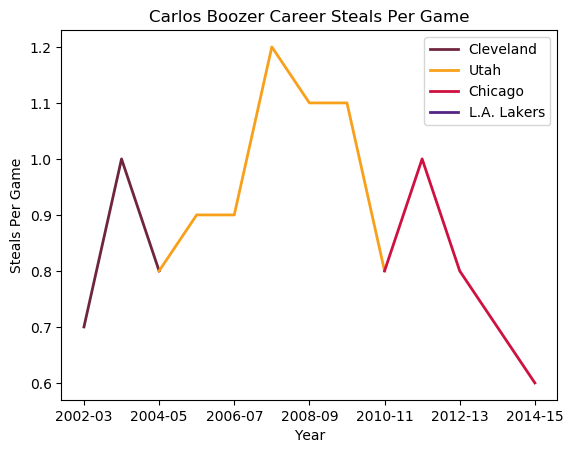 Carlos Boozer Career Steals Per Game
Cleveland
Utah
Chicago
L.A. Lakers
1.2
1.1
1.0
0.9
0.8
0.7
0.6
Steals Per Game
2002-03 2004-05 2006-07 2008-09 2010-11 2012-13 2014-15
Year